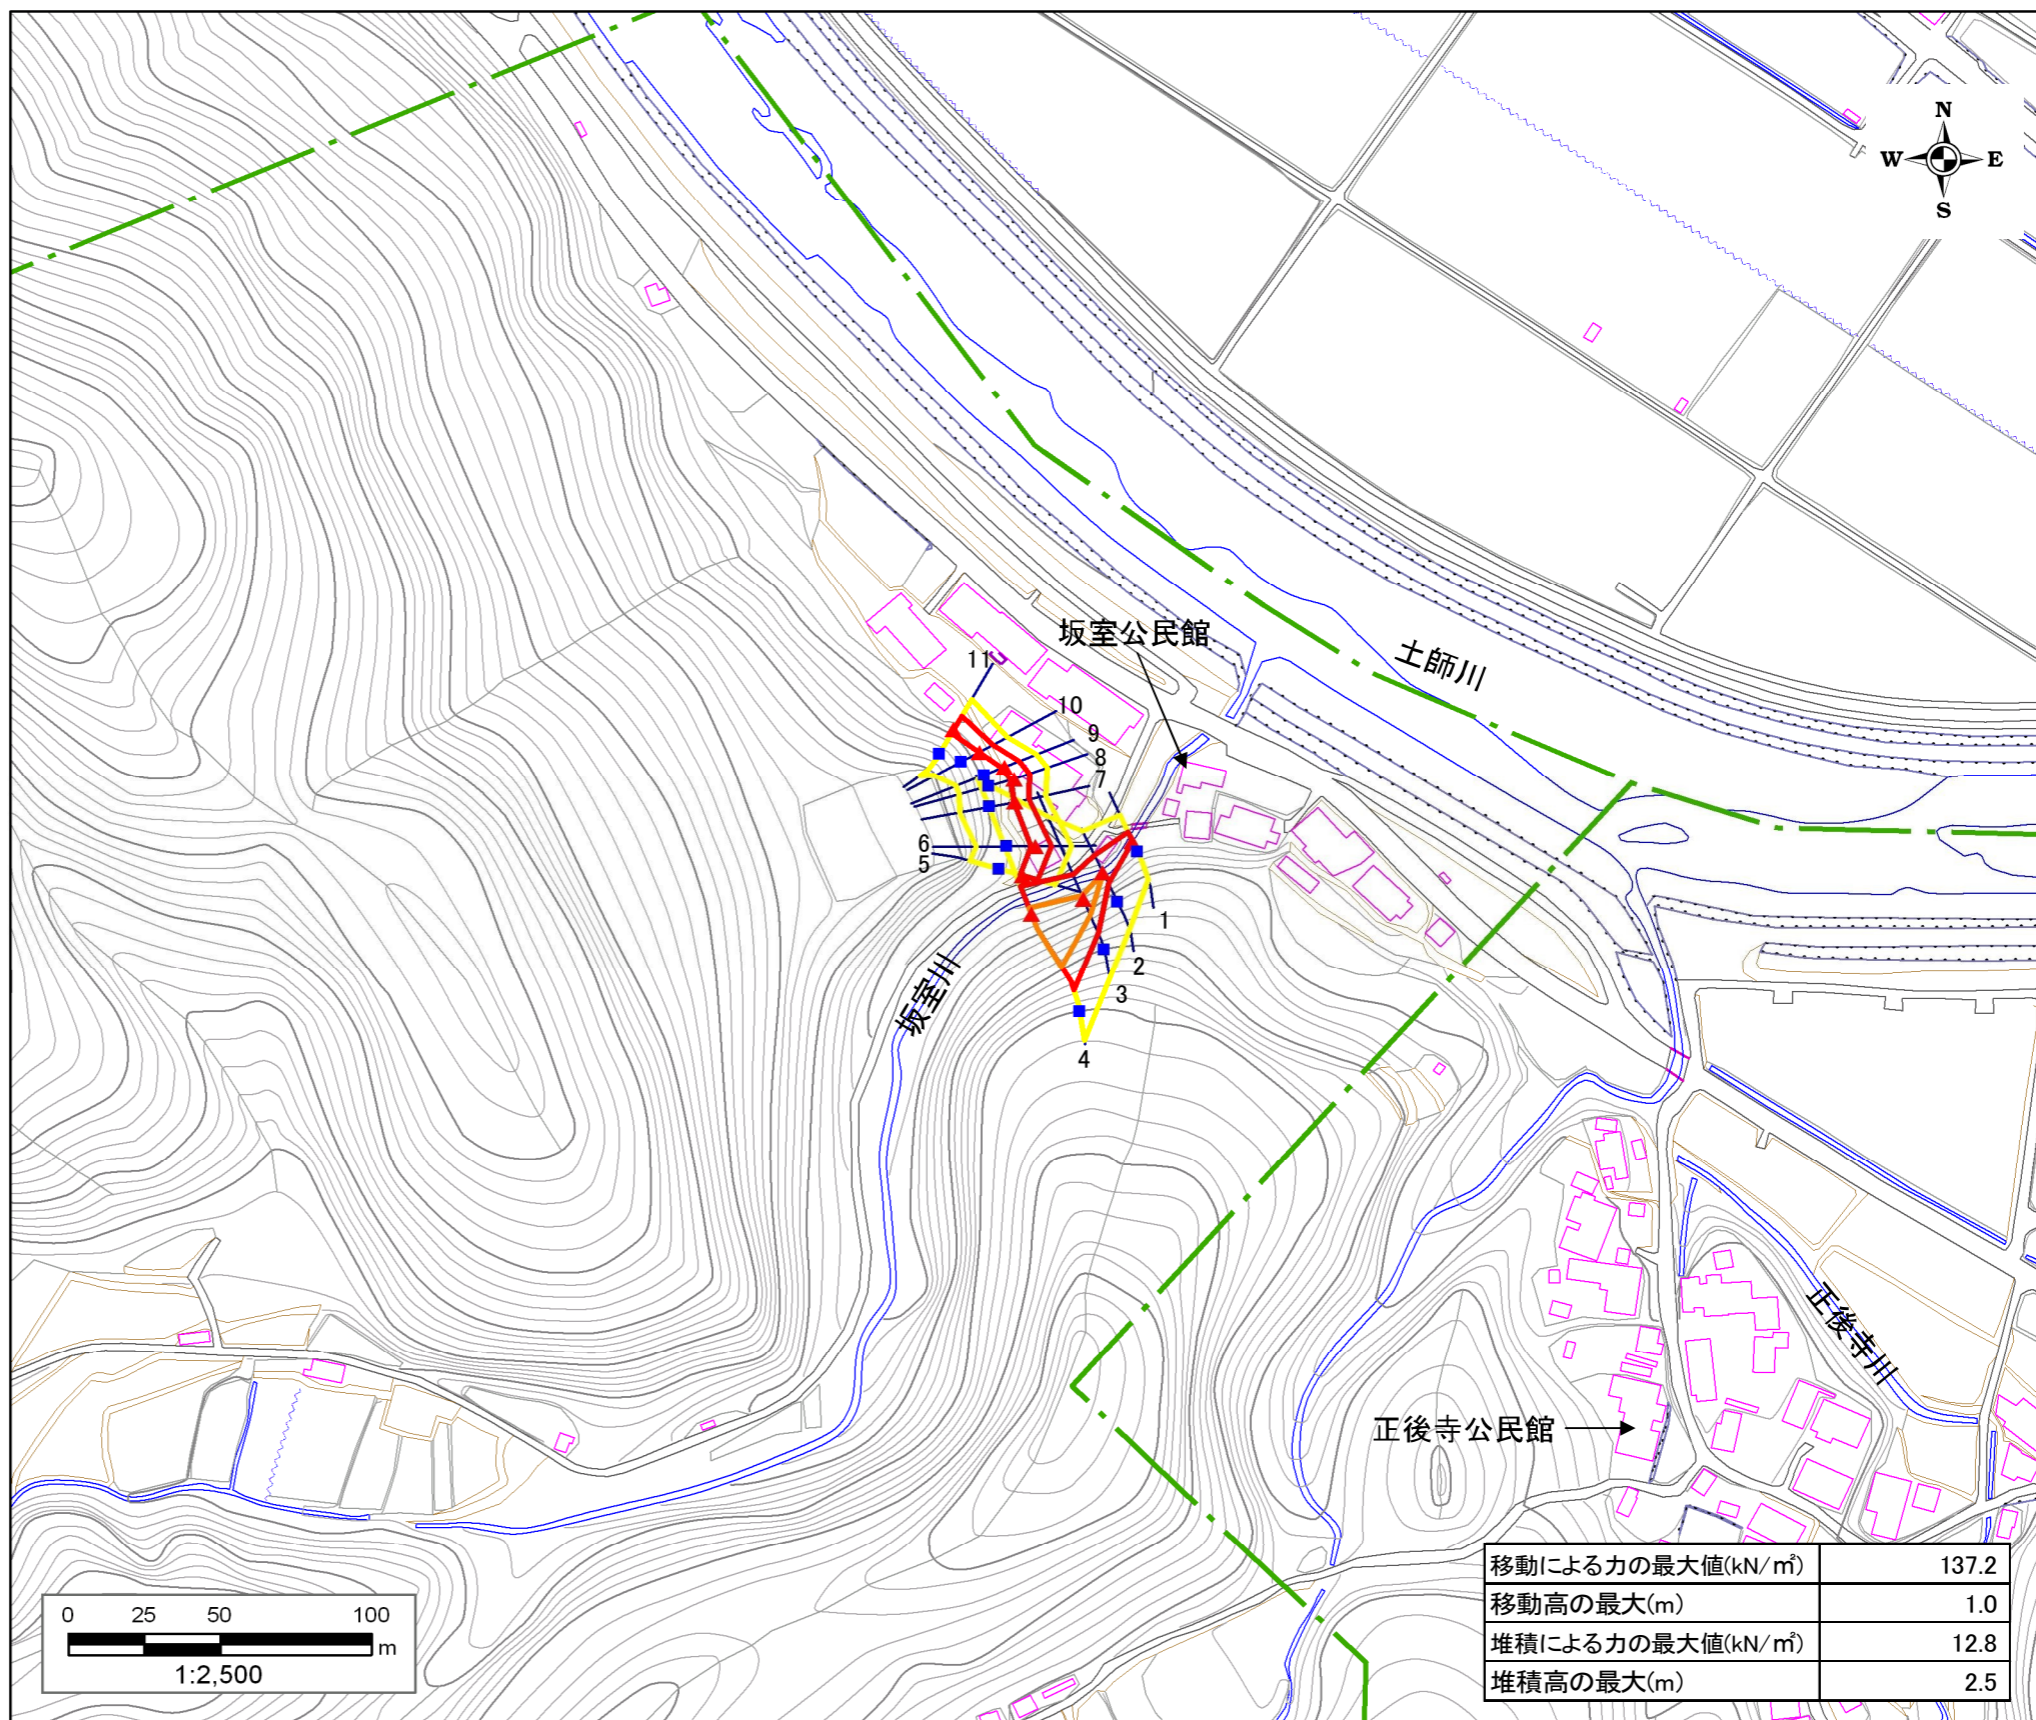 N
W E
S
坂室公民館
土師川
11
10
9
8
7
6
5
1
2
3
4
坂室川
正後寺川
正後寺公民館
移動による力の最大値(kN/㎡) 137.2
移動高の最大(m) 1.0
堆積による力の最大値(kN/㎡) 12.8
堆積高の最大(m) 2.5
0 25 50 100
m
1:2,500